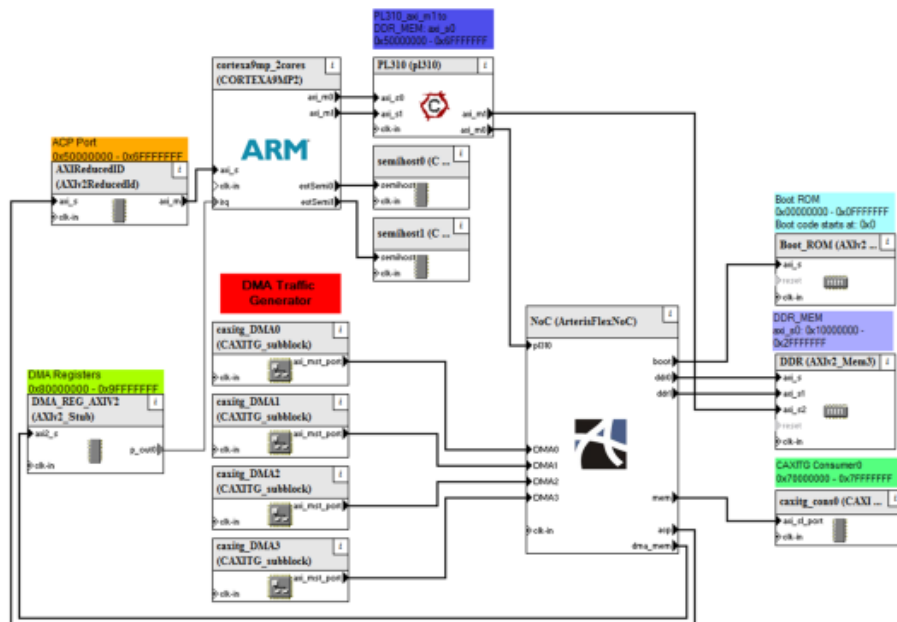 PL310_axi_m1to
DDR_MEM: axi_s0
0x50000000 - 0x6FFFFFFF
cortexa9mp_2cores
(CORTEXA9MP2)
i
axi_m0
axi_m1
axi_s
clk-in
irq
extSemi0
extSemi1
ARM
PL310 (pl310)
i
axi_s0
axi_s1
clk-in
axi_m1
axi_m0
C
ACP Port
0x50000000 - 0x6FFFFFFF
AXIReducedID
(AXIv2ReducedId)
i
axi_s
clk-in
axi_m
semihost0 (C ...
i
semihost
clk-in
semihost1 (C ...
i
semihost
clk-in
Boot ROM
0x00000000 - 0x0FFFFFFF
Boot code starts at: 0x0
Boot_ROM (AXIv2 ...
i
axi_s
reset
clk-in
DMA Traffic
Generator
NoC (ArterisFlexNoC)
i
pl310
boot
ddr0
ddr1
DMA0
DMA1
DMA2
DMA3
mem
clk-in
acp
dma_mem
DDR_MEM
axi_s0: 0x10000000 -
0x2FFFFFFF
DDR (AXIv2_Mem3)
i
axi_s
axi_s1
axi_s2
reset
clk-in
caxitg_DMA0
(CAXITG_subblock)
i
axi_mst_port
clk-in
DMA Registers
0x80000000 - 0x9FFFFFFF
DMA_REG_AXIV2
(AXIv2_Stub)
i
axi2_s
p_out0
clk-in
caxitg_DMA1
(CAXITG_subblock)
i
axi_mst_port
clk-in
caxitg_DMA2
(CAXITG_subblock)
i
axi_mst_port
clk-in
caxitg_DMA3
(CAXITG_subblock)
i
axi_mst_port
clk-in
CAXITG Consumer0
0x70000000 - 0x7FFFFFFF
caxitg_cons0 (CAXI ...
i
axi_sl_port
clk-in